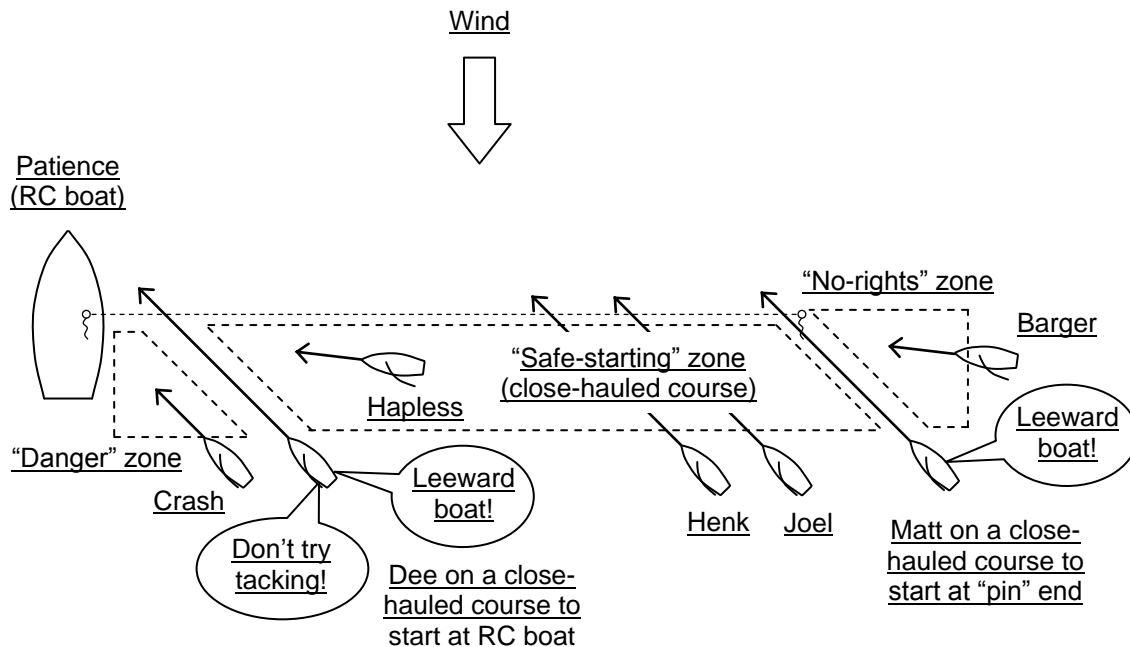 Wind
Patience
(RC boat)
“No-rights” zone
Barger
“Safe-starting” zone
(close-hauled course)
Hapless
“Danger” zone
Crash
Leeward
boat!
Don’t try
tacking!
Dee on a close-
hauled course to
start at RC boat
Henk
Joel
Leeward
boat!
Matt on a close-
hauled course to
start at “pin” end